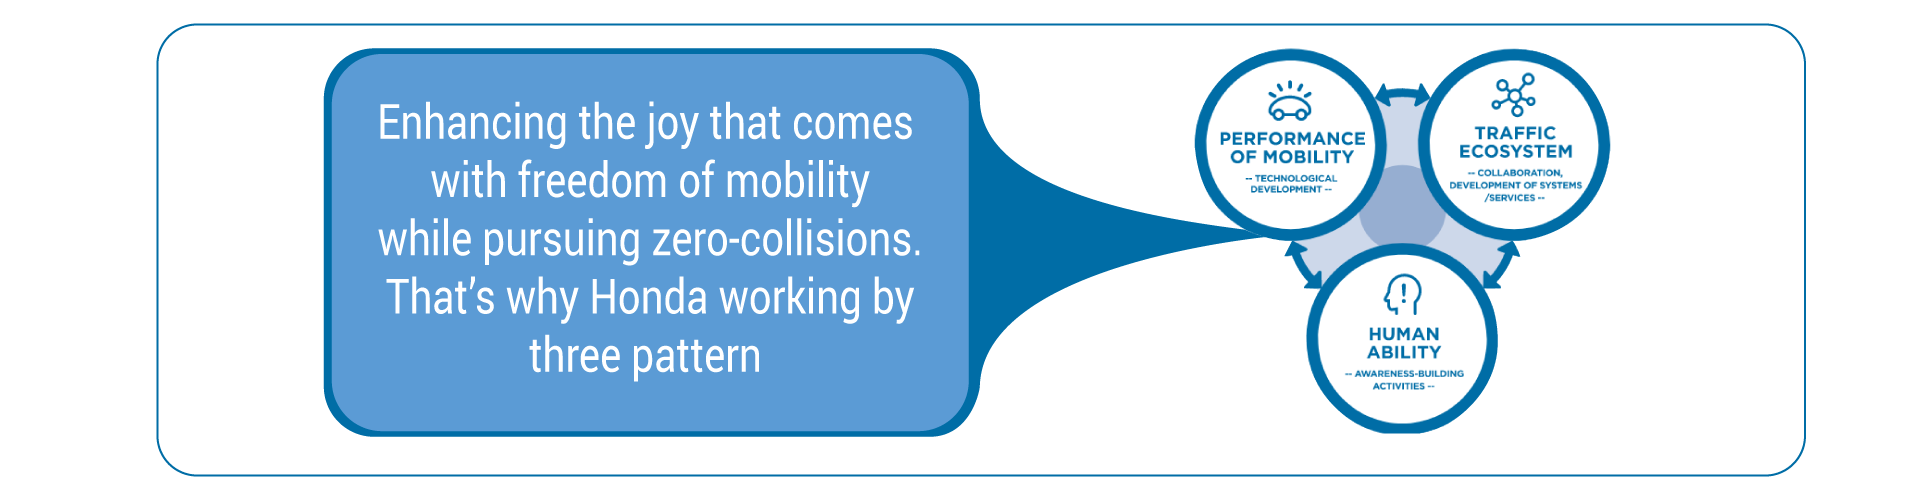 Enhancing the joy that comes
with freedom of mobility
while pursuing zero-collisions.
That's why Honda working by
three pattern
PERFORMANCE
OF MOBILITY
-- TECHNOLOGICAL
DEVELOPMENT --
TRAFFIC
ECOSYSTEM
-- COLLABORATION,
DEVELOPMENT OF SYSTEMS
/SERVICES --
HUMAN
ABILITY
-- AWARENESS-BUILDING
ACTIVITIES --